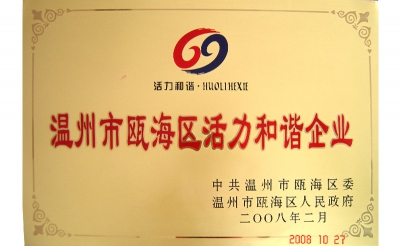 活力和谐·HUOLIHEXIE
温州市瓯海区活力和谐企业
中共温州市瓯海区委
温州市瓯海区人民政府
二〇〇八年二月
2008 10 27